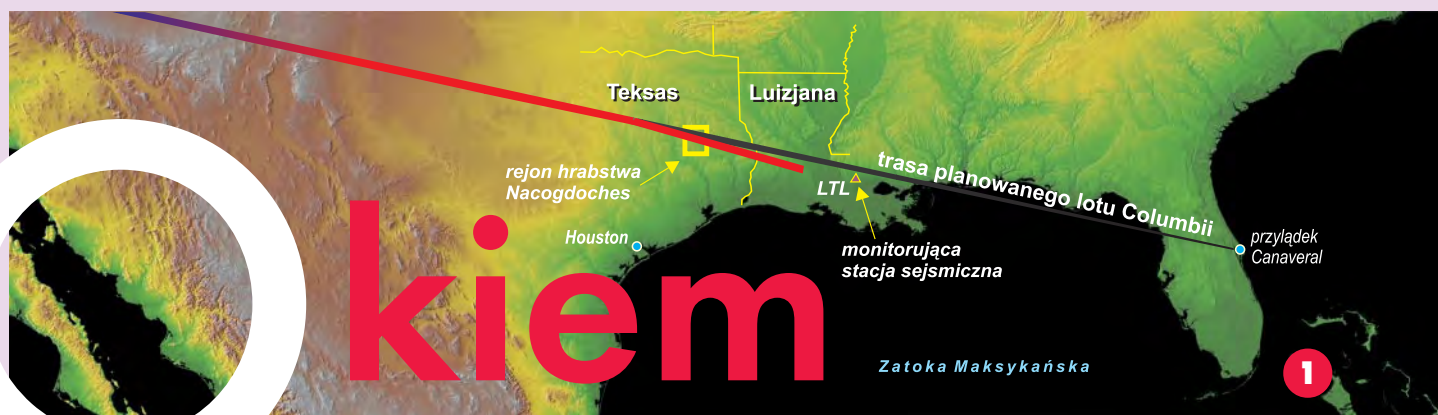 Teksas
Luizjana
rejon hrabstwa
Nacogdoches
LTL
trasa planowanego lotu Columbii
Houston
monitorująca
stacja sejsmiczna
przylądek
Canaveral
Okiem
Zatoka Maksykańska
1